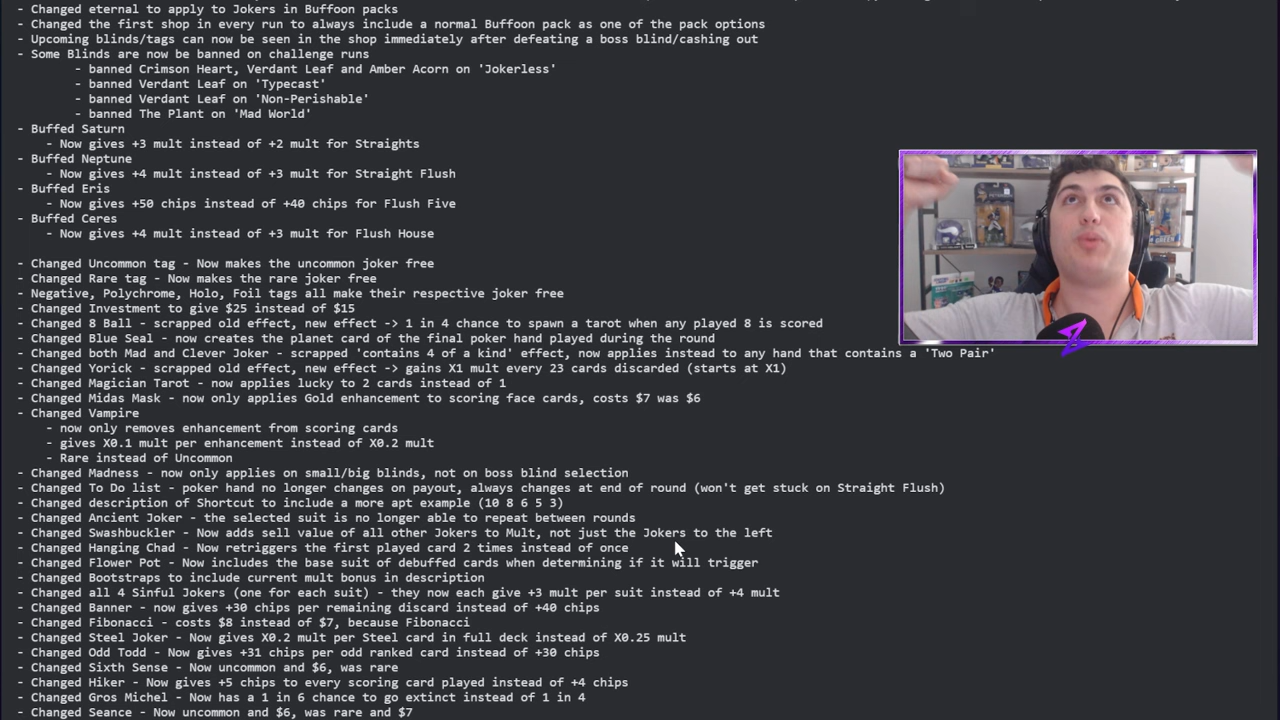 - Changed eternal to apply to Jokers in Buffoon packs
- Changed the first shop in every run to always include a normal Buffoon pack as one of the pack options
- Upcoming blinds/tags can now be seen in the shop immediately after defeating a boss blind/cashing out
- Some Blinds are now be banned on challenge runs
- banned Crimson Heart, Verdant Leaf and Amber Acorn on 'Jokerless'
- banned Verdant Leaf on 'Typecast'
- banned Verdant Leaf on 'Non-Perishable'
- banned The Plant on 'Mad World'
- Buffed Saturn
- Now gives +3 mult instead of +2 mult for Straights
- Buffed Neptune
- Now gives +4 mult instead of +3 mult for Straight Flush
- Buffed Eris
- Now gives +50 chips instead of +40 chips for Flush Five
- Buffed Ceres
- Now gives +4 mult instead of +3 mult for Flush House
- Changed Uncommon tag - Now makes the uncommon joker free
- Changed Rare tag - Now makes the rare joker free
- Negative, Polychrome, Holo, Foil tags all make their respective joker free
- Changed Investment to give $25 instead of $15
- Changed 8 Ball - scrapped old effect, new effect -> 1 in 4 chance to spawn a tarot when any played 8 is scored
- Changed Blue Seal - now creates the planet card of the final poker hand played during the round
- Changed both Mad and Clever Joker - scrapped 'contains 4 of a kind' effect, now applies instead to any hand that contains a 'Two Pair'
- Changed Yorick - scrapped old effect, new effect -> gains X1 mult every 23 cards discarded (starts at X1)
- Changed Magician Tarot - now applies lucky to 2 cards instead of 1
- Changed Midas Mask - now only applies Gold enhancement to scoring face cards, costs $7 was $6
- Changed Vampire
- now only removes enhancement from scoring cards
- gives X0.1 mult per enhancement instead of X0.2 mult
- Rare instead of Uncommon
- Changed Madness - now only applies on small/big blinds, not on boss blind selection
- Changed To Do list - poker hand no longer changes on payout, always changes at end of round (won't get stuck on Straight Flush)
- Changed description of Shortcut to include a more apt example (10 8 6 5 3)
- Changed Ancient Joker - the selected suit is no longer able to repeat between rounds
- Changed Swashbuckler - Now adds sell value of all other Jokers to Mult, not just the Jokers to the left
- Changed Hanging Chad - Now retriggers the first played card 2 times instead of once
- Changed Flower Pot - Now includes the base suit of debuffed cards when determining if it will trigger
- Changed Bootstraps to include current mult bonus in description
- Changed all 4 Sinful Jokers (one for each suit) - they now each give +3 mult per suit instead of +4 mult
- Changed Banner - now gives +30 chips per remaining discard instead of +40 chips
- Changed Fibonacci - costs $8 instead of $7, because Fibonacci
- Changed Steel Joker - Now gives X0.2 mult per Steel card in full deck instead of X0.25 mult
- Changed Odd Todd - Now gives +31 chips per odd ranked card instead of +30 chips
- Changed Sixth Sense - Now uncommon and $6, was rare
- Changed Hiker - Now gives +5 chips to every scoring card played instead of +4 chips
- Changed Gros Michel - Now has a 1 in 6 chance to go extinct instead of 1 in 4
- Changed Seance - Now uncommon and $6, was rare and $7